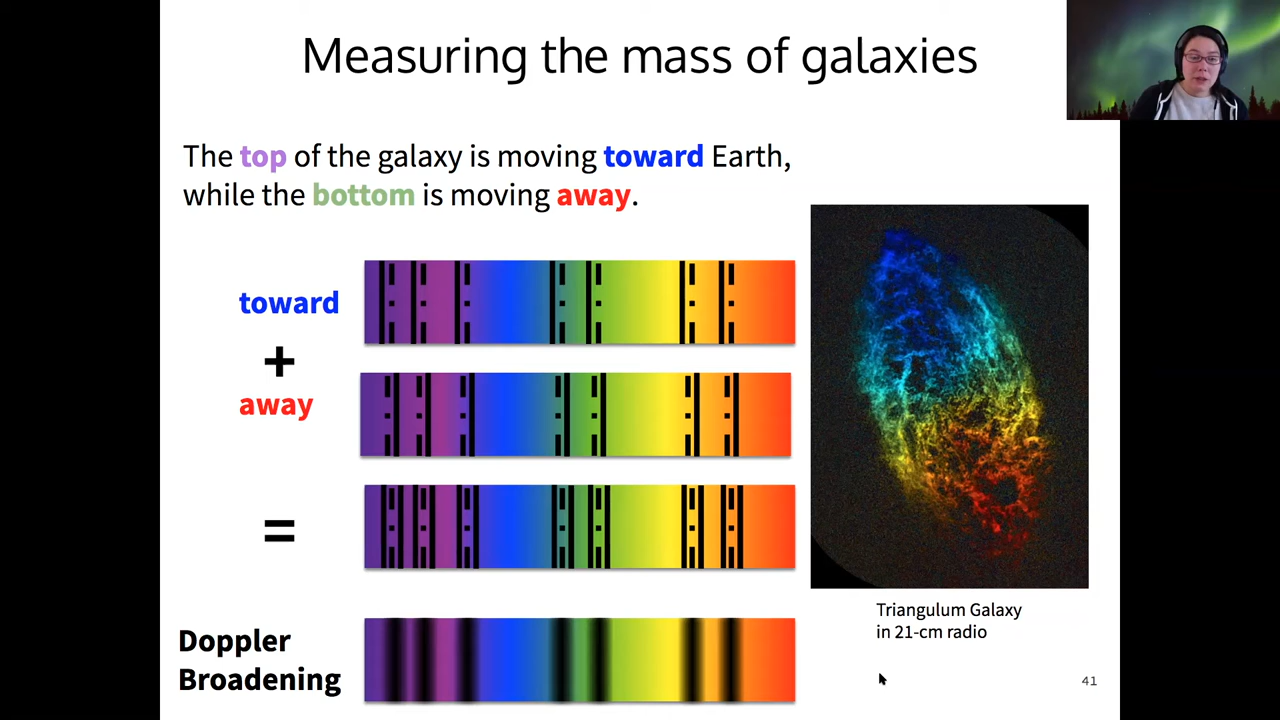 Measuring the mass of galaxies
The top of the galaxy is moving toward Earth,
while the bottom is moving away.
toward
+
away
=
Doppler
Broadening
Triangulum Galaxy
in 21-cm radio
41